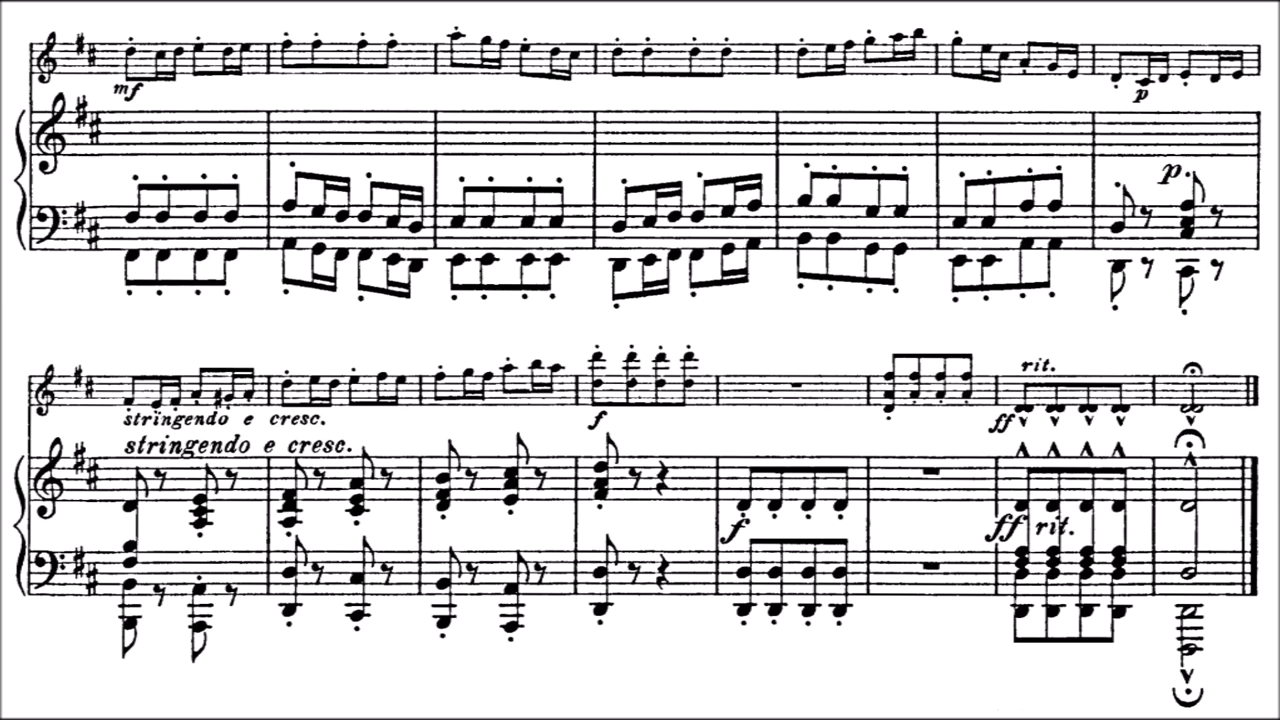 mf
p
p
stringendo e cresc.
stringendo e cresc.
f
f
rit.
ff
ff rit.